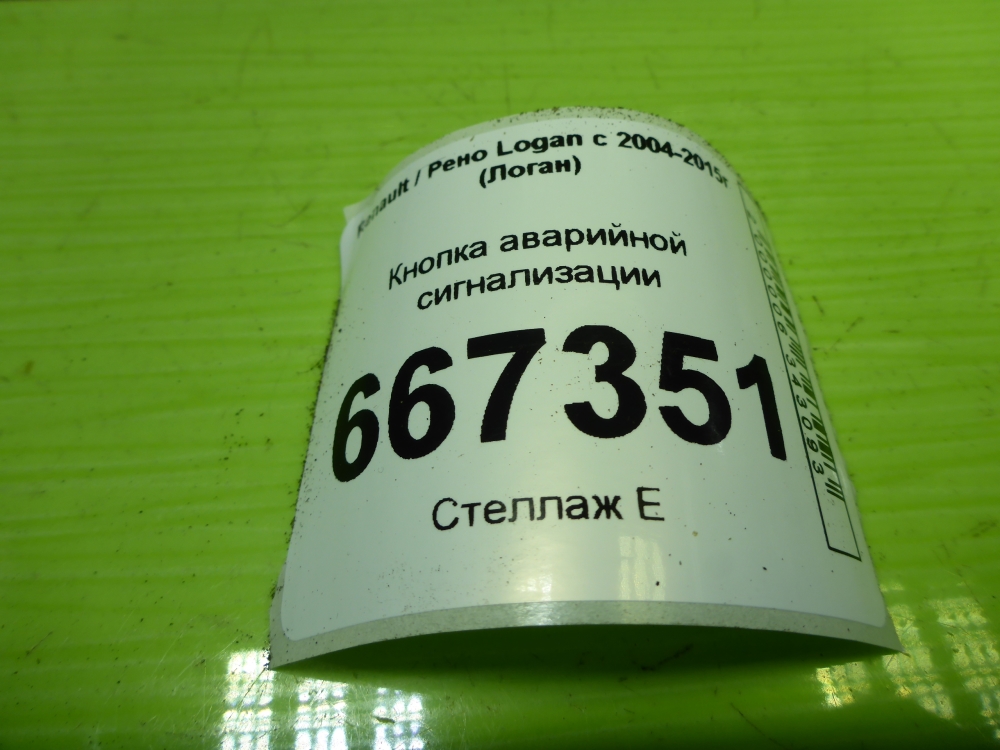 Renault / Рено Logan с 2004-2015г
(Логан)
Кнопка аварийной
сигнализации
667351
Стеллаж Е